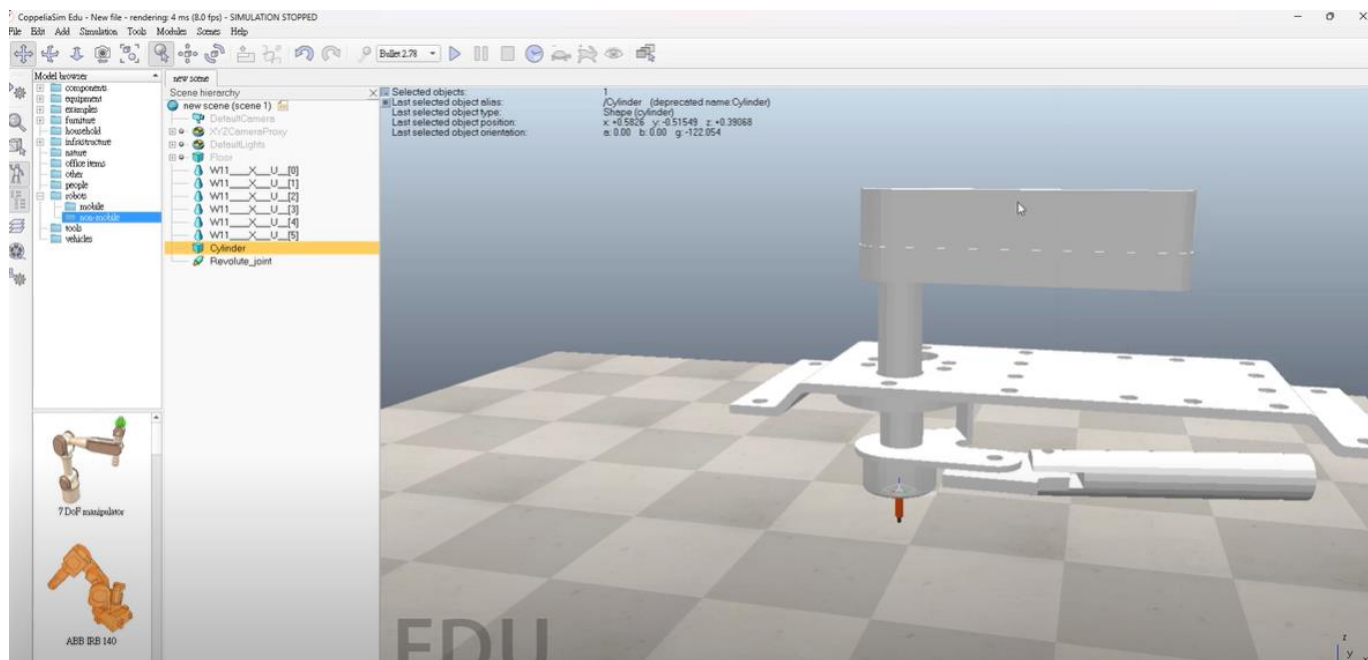 CoppeliaSim Edu - New file - rendering: 4 ms (8.0 fps) - SIMULATION STOPPED
File Edit Add Simulation Tools Modules Scenes Help
Bullet 2.78
Model browser
components
equipment
examples
furniture
household
infrastructure
nature
office items
other
people
robots
mobile
non-mobile
tools
vehicles
7 DoF manipulator
ABB IRB 140
new scene
Scene hierarchy
new scene (scene 1)
DefaultCamera
XYZCameraProxy
DefaultLights
Floor
W11___X___U__[0]
W11___X___U__[1]
W11___X___U__[2]
W11___X___U__[3]
W11___X___U__[4]
W11___X___U__[5]
Cylinder
Revolute_joint
Selected objects: 1
Last selected object alias: /Cylinder (deprecated name:Cylinder)
Last selected object type: Shape (cylinder)
Last selected object position: x: +0.5826 y: -0.51549 z: +0.39068
Last selected object orientation: a: 0.00 b: 0.00 g: -122.054
EDU
z
y